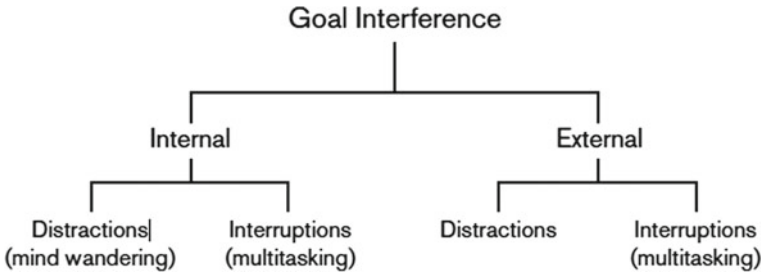 Goal Interference
Internal
External
Distractions
(mind wandering)
Interruptions
(multitasking)
Distractions
Interruptions
(multitasking)